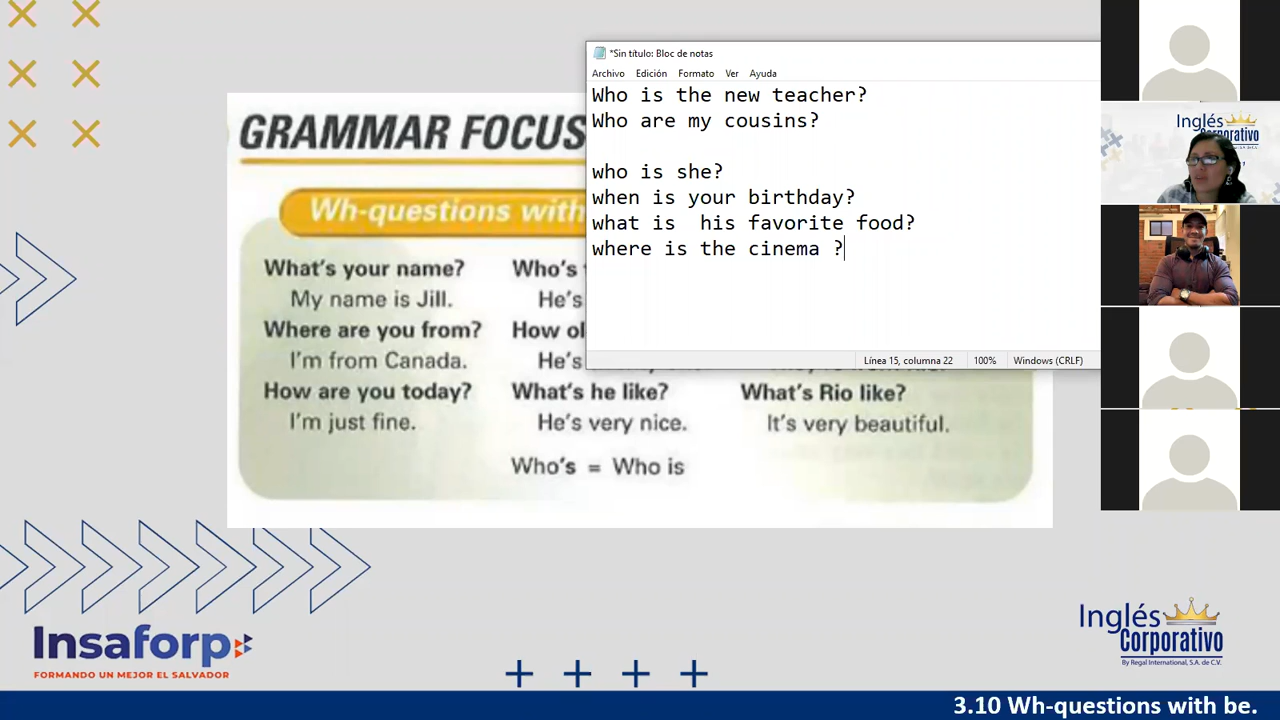 *Sin título: Bloc de notas
Archivo Edición Formato Ver Ayuda
Who is the new teacher?
Who are my cousins?
who is she?
when is your birthday?
what is  his favorite food?
where is the cinema ?
Línea 15, columna 22 100% Windows (CRLF)
GRAMMAR FOCUS
Wh-questions with
What's your name?
My name is Jill.
Where are you from?
I'm from Canada.
How are you today?
I'm just fine.
Who's
He's
How ol
He's
What's he like?
He's very nice.
Who's = Who is
What's Rio like?
It's very beautiful.
Inglés
Corporativo
Insaforp
FORMANDO UN MEJOR EL SALVADOR
Inglés
Corporativo
By Regal International, S.A. de C.V.
3.10 Wh-questions with be.